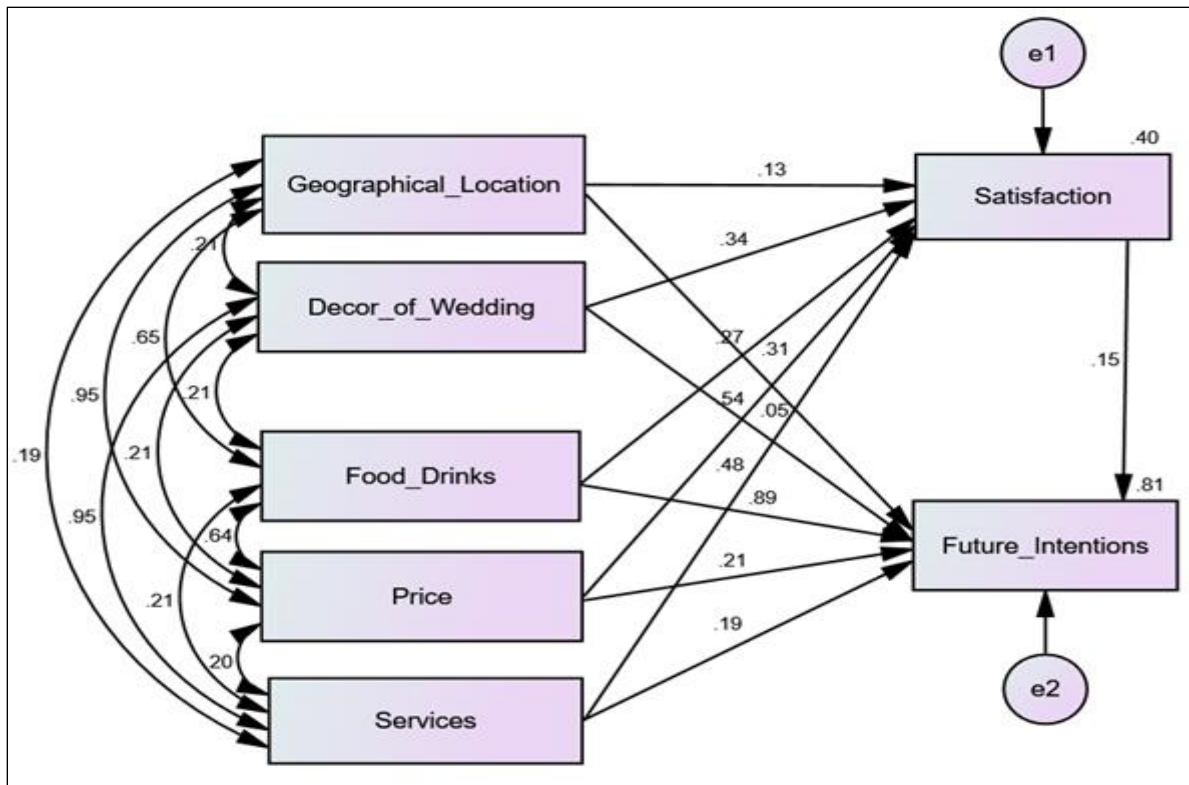 e1
.40
Satisfaction
Geographical_Location
.13
.21
.34
Decor_of_Wedding
.65
.27
.31
.15
.95
.21
.54
.05
.19
.21
.48
.81
Food_Drinks
.89
.95
.64
Future_Intentions
.21
.21
Price
.19
.20
Services
e2